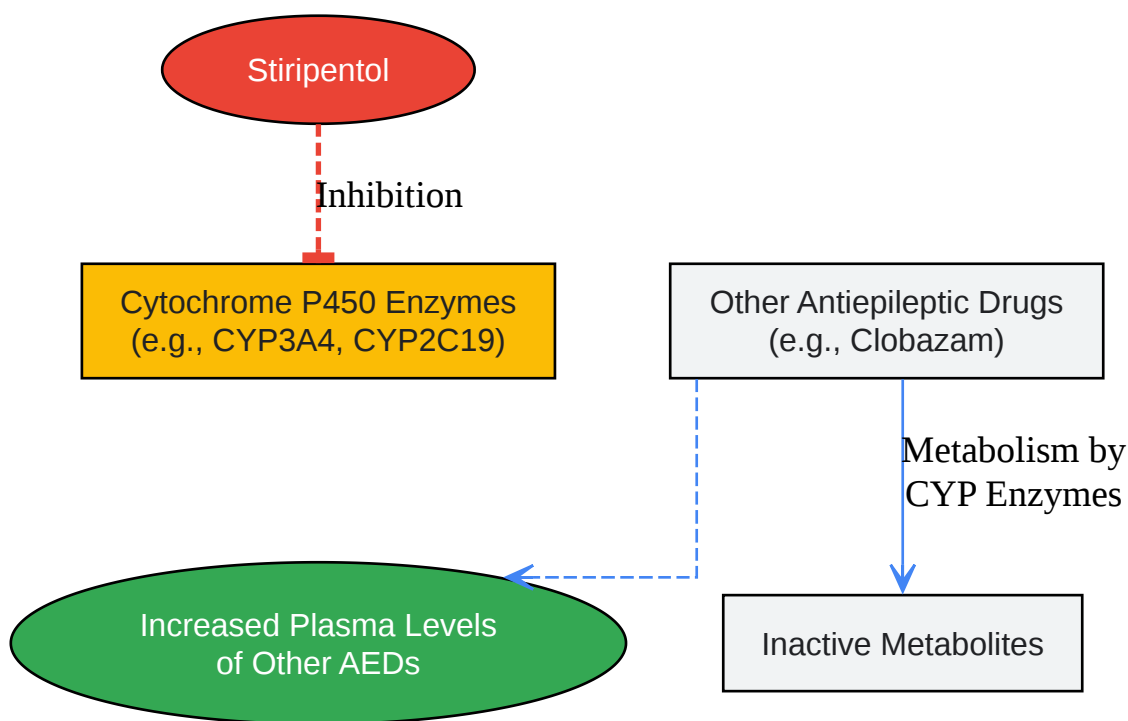 Stiripentol
Inhibition
Cytochrome P450 Enzymes
(e.g., CYP3A4, CYP2C19)
Other Antiepileptic Drugs
(e.g., Clobazam)
Metabolism by
CYP Enzymes
Increased Plasma Levels
of Other AEDs
Inactive Metabolites